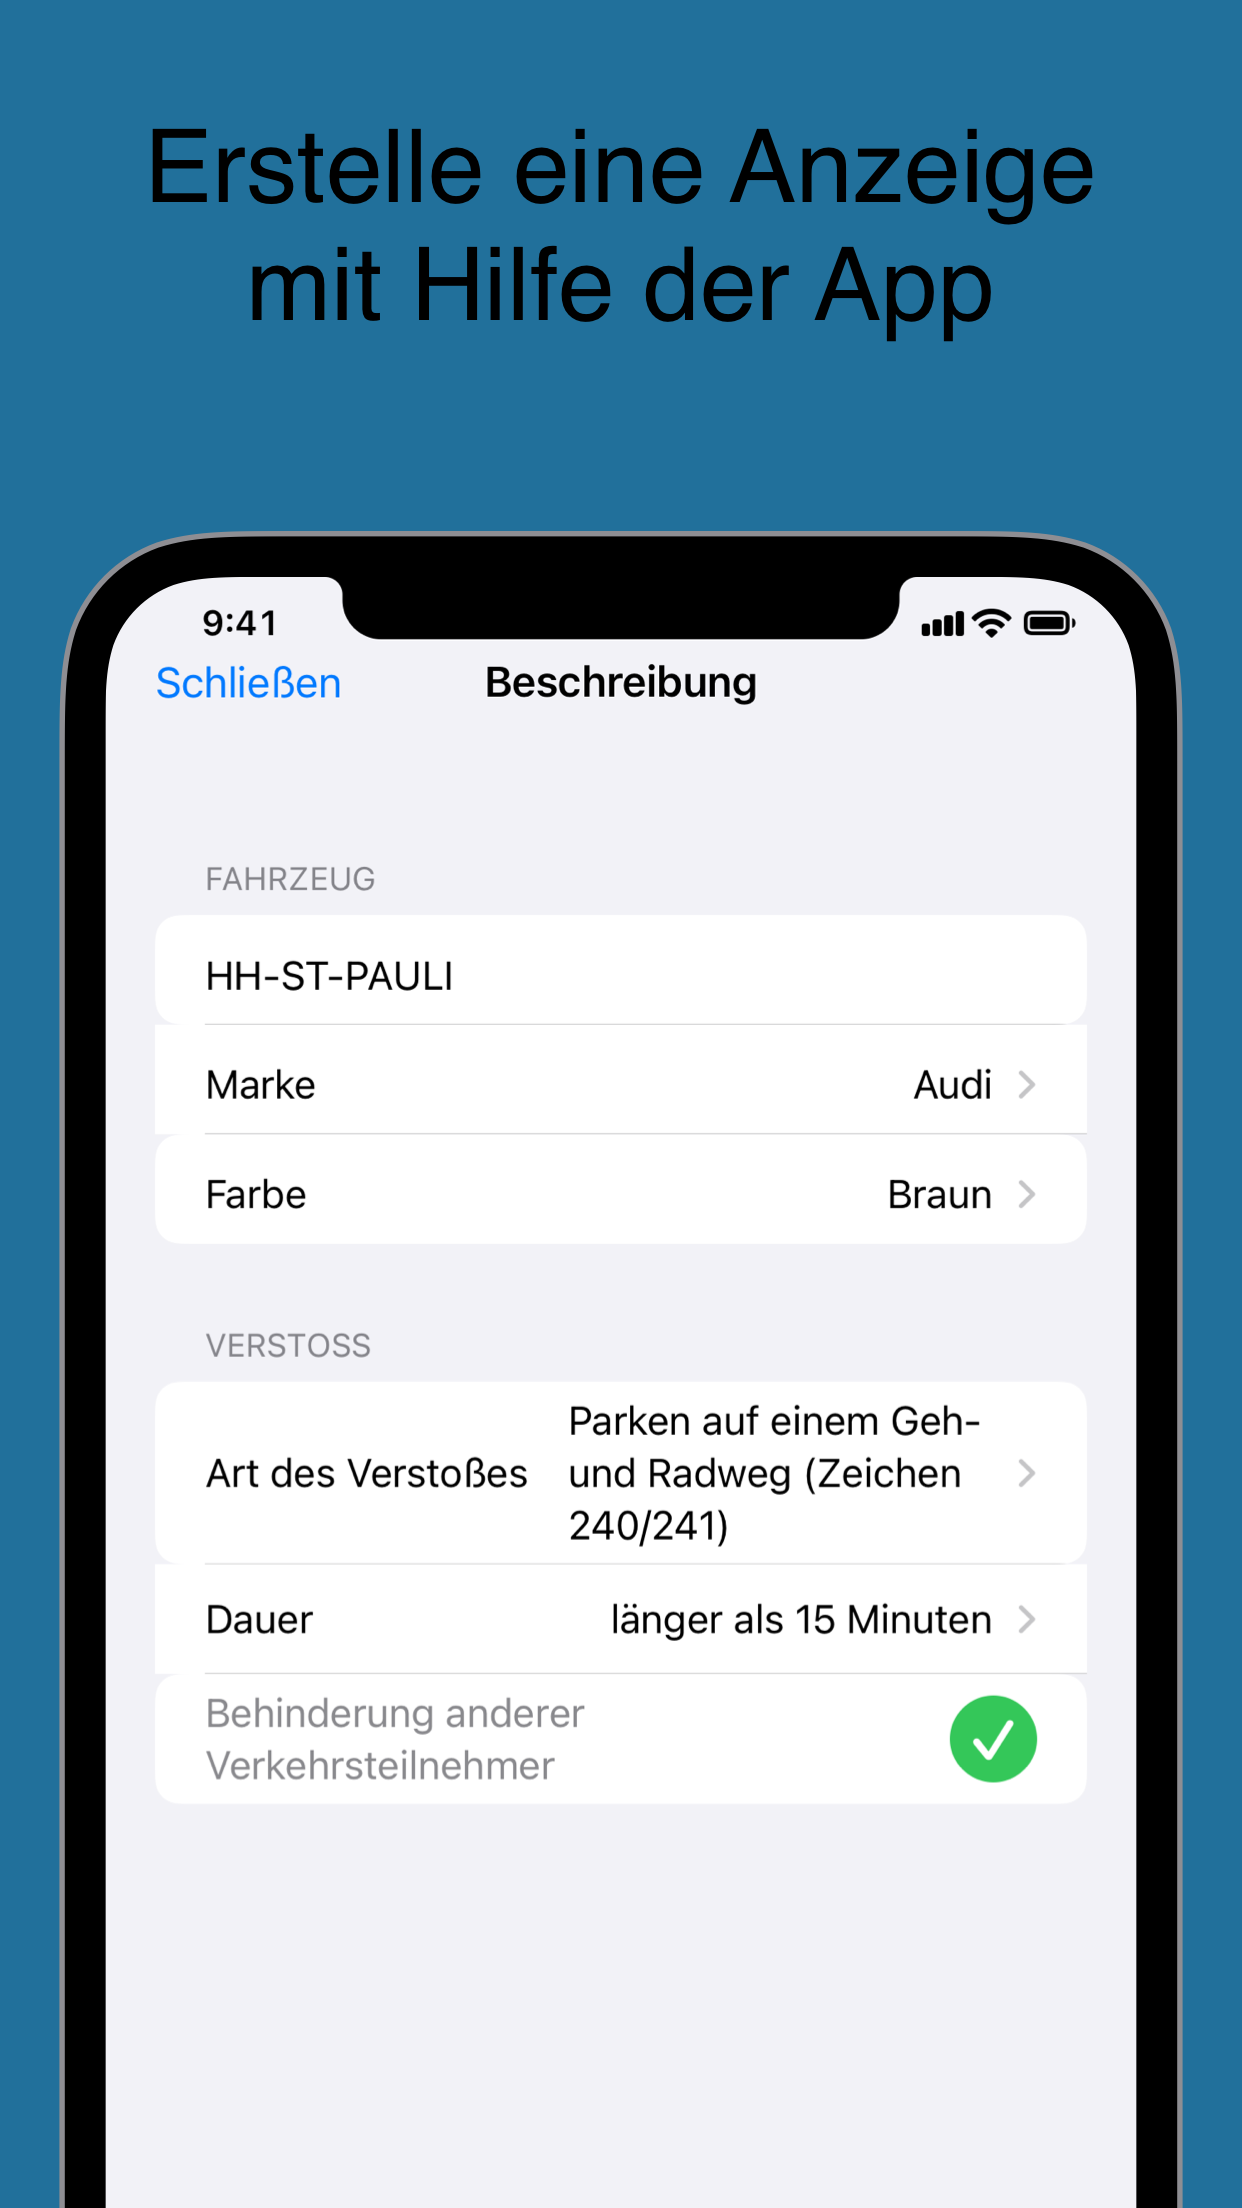 Erstelle eine Anzeige
mit Hilfe der App
9:41
Schließen
Beschreibung
FAHRZEUG
HH-ST-PAULI
Marke
Audi
Farbe
Braun
VERSTOSS
Art des Verstoßes
Parken auf einem Geh-
und Radweg (Zeichen
240/241)
Dauer
länger als 15 Minuten
Behinderung anderer
Verkehrsteilnehmer